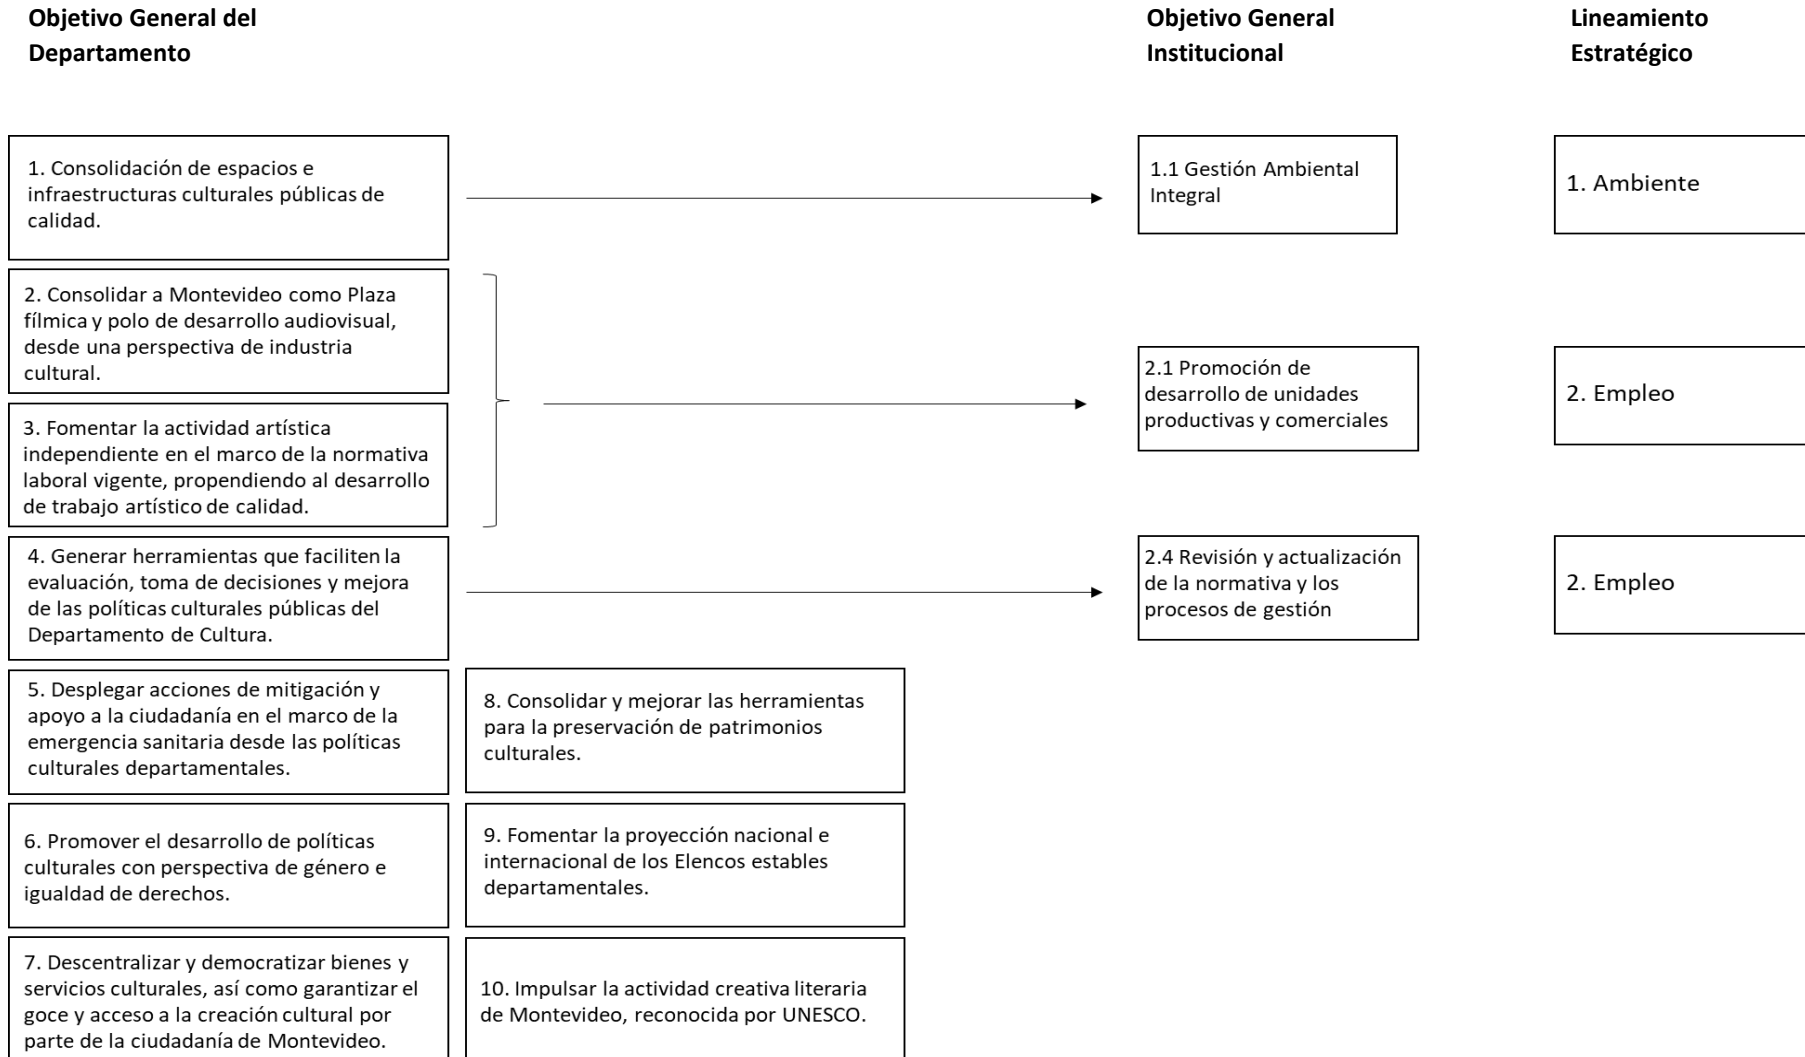 Objetivo General del
Departamento
Objetivo General
Institucional
Lineamiento
Estratégico
1. Consolidación de espacios e
infraestructuras culturales públicas de
calidad.
1.1 Gestión Ambiental
Integral
1. Ambiente
2. Consolidar a Montevideo como Plaza
fílmica y polo de desarrollo audiovisual,
desde una perspectiva de industria
cultural.
3. Fomentar la actividad artística
independiente en el marco de la normativa
laboral vigente, propendiendo al desarrollo
de trabajo artístico de calidad.
2.1 Promoción de
desarrollo de unidades
productivas y comerciales
2. Empleo
4. Generar herramientas que faciliten la
evaluación, toma de decisiones y mejora
de las políticas culturales públicas del
Departamento de Cultura.
2.4 Revisión y actualización
de la normativa y los
procesos de gestión
2. Empleo
5. Desplegar acciones de mitigación y
apoyo a la ciudadanía en el marco de la
emergencia sanitaria desde las políticas
culturales departamentales.
6. Promover el desarrollo de políticas
culturales con perspectiva de género e
igualdad de derechos.
7. Descentralizar y democratizar bienes y
servicios culturales, así como garantizar el
goce y acceso a la creación cultural por
parte de la ciudadanía de Montevideo.
8. Consolidar y mejorar las herramientas
para la preservación de patrimonios
culturales.
9. Fomentar la proyección nacional e
internacional de los Elencos estables
departamentales.
10. Impulsar la actividad creativa literaria
de Montevideo, reconocida por UNESCO.